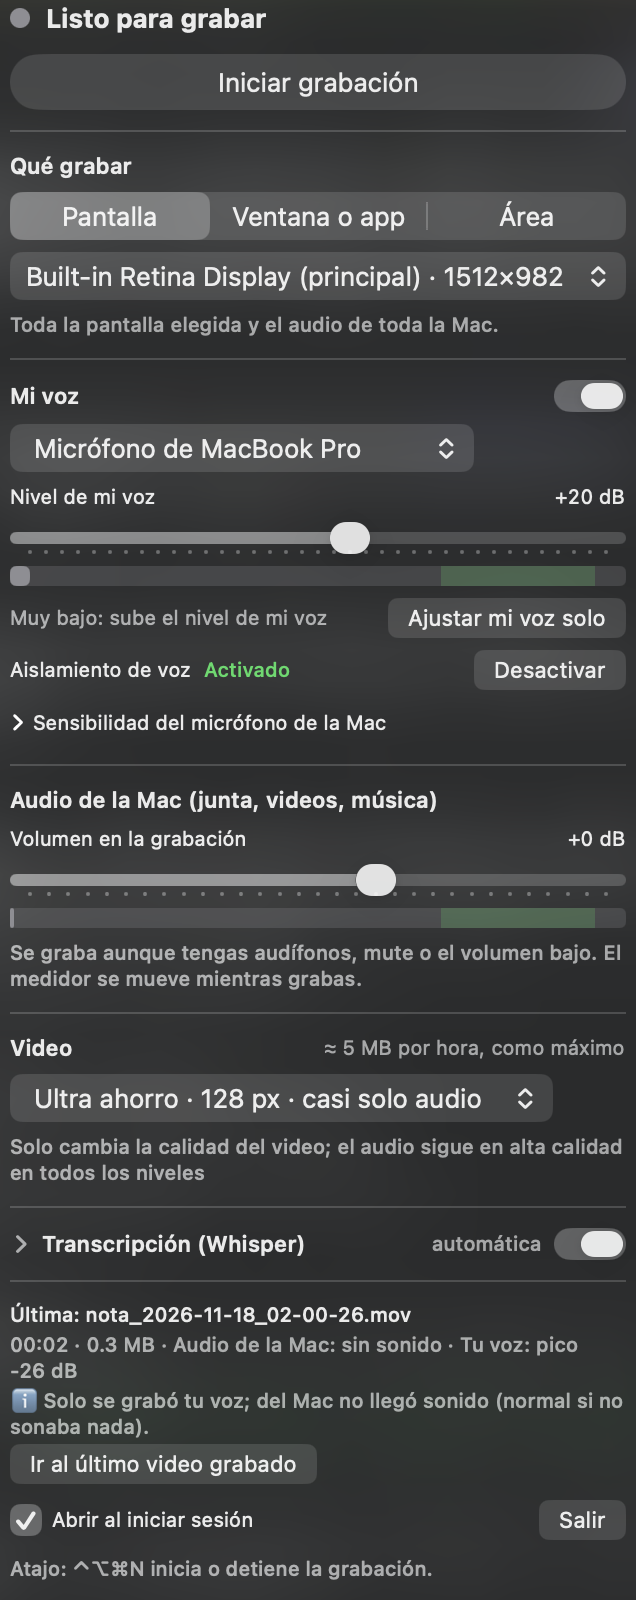 Listo para grabar
Iniciar grabación
Qué grabar
Pantalla
Ventana o app
Área
Built-in Retina Display (principal) · 1512×982
Toda la pantalla elegida y el audio de toda la Mac.
Mi voz
Micrófono de MacBook Pro
Nivel de mi voz +20 dB
Muy bajo: sube el nivel de mi voz
Ajustar mi voz solo
Aislamiento de voz Activado
Desactivar
Sensibilidad del micrófono de la Mac
Audio de la Mac (junta, videos, música)
Volumen en la grabación +0 dB
Se graba aunque tengas audífonos, mute o el volumen bajo. El
medidor se mueve mientras grabas.
Video ≈ 5 MB por hora, como máximo
Ultra ahorro · 128 px · casi solo audio
Solo cambia la calidad del video; el audio sigue en alta calidad
en todos los niveles
Transcripción (Whisper) automática
Última: nota_2026-11-18_02-00-26.mov
00:02 · 0.3 MB · Audio de la Mac: sin sonido · Tu voz: pico
-26 dB
ℹ️ Solo se grabó tu voz; del Mac no llegó sonido (normal si no
sonaba nada).
Ir al último video grabado
Abrir al iniciar sesión
Salir
Atajo: ^⌥⌘N inicia o detiene la grabación.